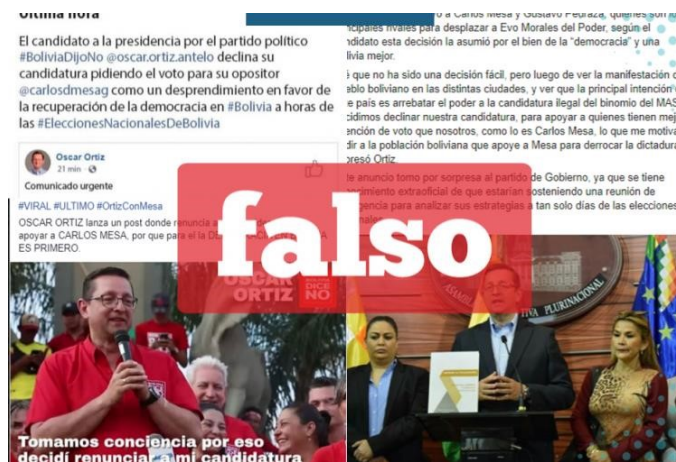 Última hora
El candidato a la presidencia por el partido político
#BoliviaDijoNo @oscar.ortiz.antelo declina su
candidatura pidiendo el voto para su opositor
@carlosdmesag como un desprendimiento en favor de
la recuperación de la democracia en #Bolivia a horas de
las #EleccionesNacionalesDeBolivia
Oscar Ortiz
21 min
Comunicado urgente
#VIRAL #ULTIMO #OrtizConMesa
OSCAR ORTIZ lanza un post donde
apoyar a CARLOS MESA, por que para el la
ES PRIMERO.
OSCAR
ORTIZ
DICE
NO
Tomamos conciencia por eso
decidí renunciar a mi candidatura
a Carlos Mesa y Gustavo Pedraza, quienes son
rivales para desplazar a Evo Morales del Poder, según el
esta decisión la asumió por el bien de la "democracia" y una
mejor.
que no ha sido una decisión fácil, pero luego de ver la manifestación
boliviano en las distintas ciudades, y ver que la principal intención
país es arrebatar el poder a la candidatura ilegal del binomio del MAS
declinar nuestra candidatura, para apoyar a quienes tienen
de voto que nosotros, como lo es Carlos Mesa, lo que me motiva
a la población boliviana que apoye a Mesa para derrocar la dictadura
Ortiz.
anuncio tomo por sorpresa al partido de Gobierno, ya que se tiene
extraoficial de que estarían sosteniendo una reunión de
para analizar sus estrategias a tan solo días de las elecciones
falso
PLURINACIONAL